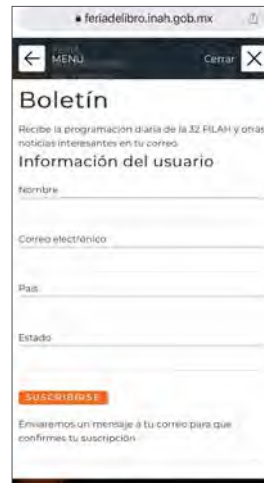 feriadelibro.inah.gob.mx
MENÚ
Cerrar
Boletín
Recibe la programación diaria de la 32 FILAH y otras
noticias interesantes en tu correo.
Información del usuario
Nombre
Correo electrónico
País
Estado
SUSCRIBIRSE
Enviaremos un mensaje a tu correo para que
confirmes tu suscripción